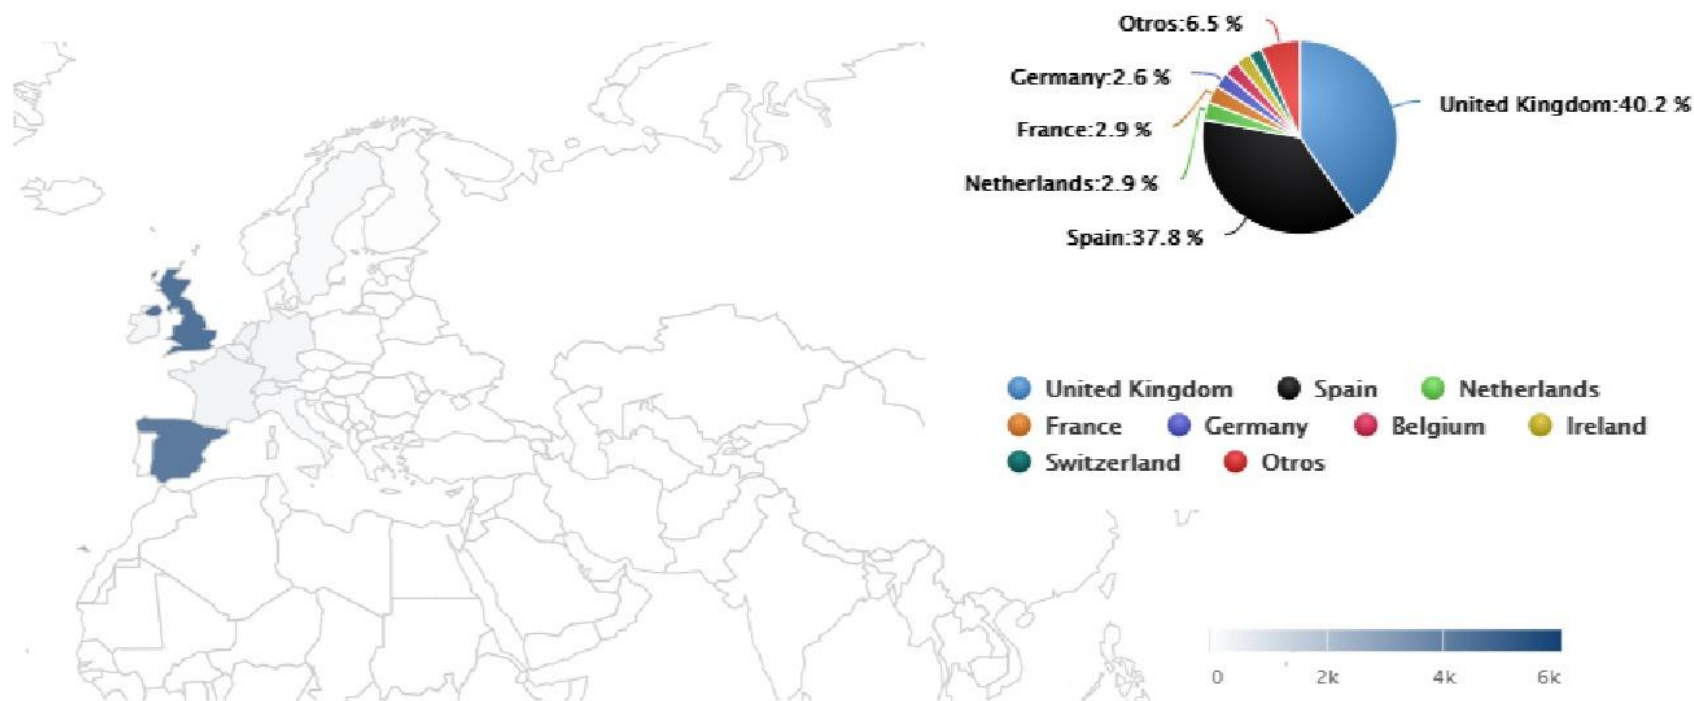 Otros:6.5 %
Germany:2.6 %
United Kingdom:40.2 %
France:2.9 %
Netherlands:2.9 %
Spain:37.8 %
United Kingdom Spain Netherlands
France Germany Belgium Ireland
Switzerland Otros
0 2k 4k 6k